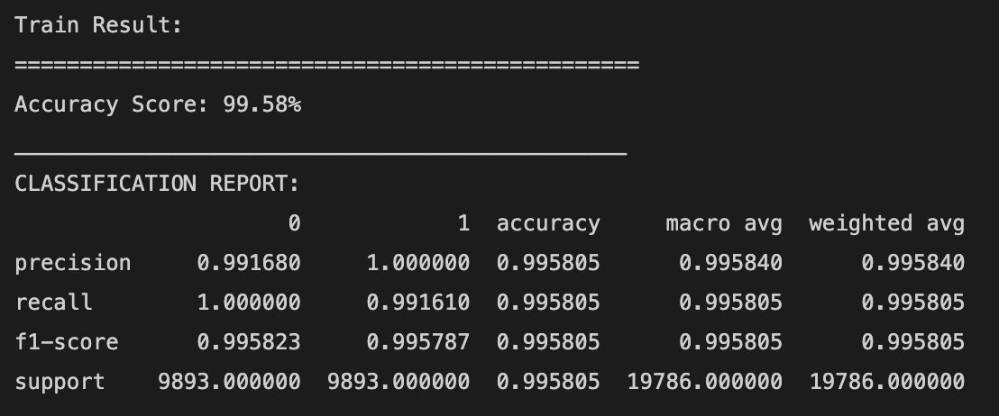 Train Result:
================================================
Accuracy Score: 99.58%
_______________________________________________
CLASSIFICATION REPORT:
                     0            1  accuracy     macro avg  weighted avg
precision     0.991680     1.000000  0.995805      0.995840      0.995840
recall        1.000000     0.991610  0.995805      0.995805      0.995805
f1-score      0.995823     0.995787  0.995805      0.995805      0.995805
support    9893.000000  9893.000000  0.995805  19786.000000  19786.000000